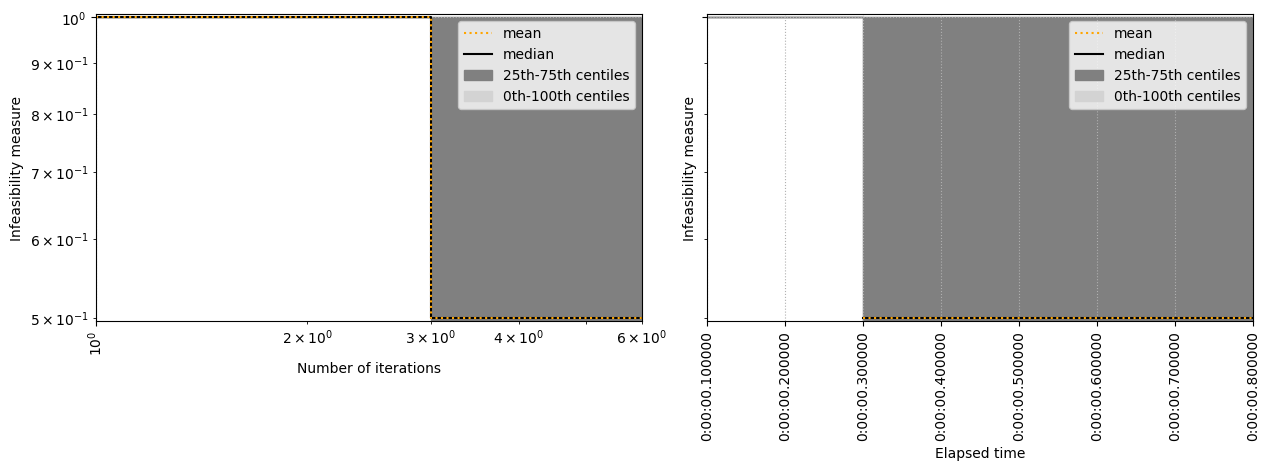 10⁰
9 × 10⁻¹
8 × 10⁻¹
7 × 10⁻¹
6 × 10⁻¹
5 × 10⁻¹
Infeasibility measure
mean
median
25th-75th centiles
0th-100th centiles
10⁰
2 × 10⁰
3 × 10⁰
4 × 10⁰
6 × 10⁰
Number of iterations
Infeasibility measure
mean
median
25th-75th centiles
0th-100th centiles
0:00:00.100000
0:00:00.200000
0:00:00.300000
0:00:00.400000
0:00:00.500000
0:00:00.600000
0:00:00.700000
0:00:00.800000
Elapsed time